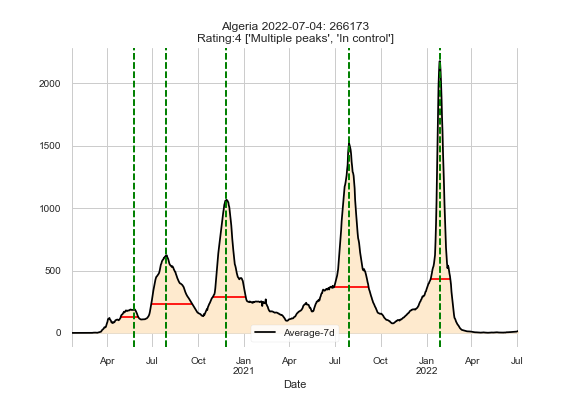 Algeria 2022-07-04: 266173
Rating:4 ['Multiple peaks', 'In control']
2000
1500
1000
500
0
Average-7d
Apr Jul Oct Jan Apr Jul Oct Jan Apr Jul
2021 2022
Date